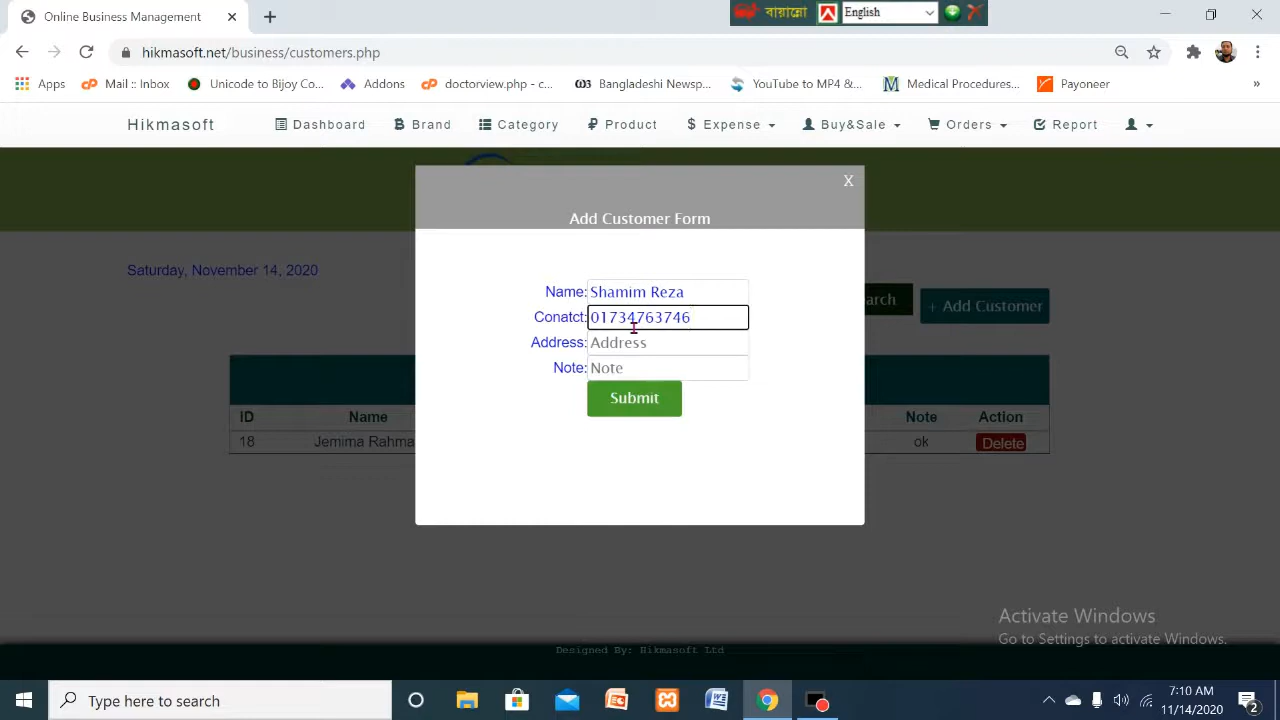 Online Business Management
বায়ান্নো English
hikmasoft.net/business/customers.php
Apps Mail :: Inbox Unicode to Bijoy Co... Addons doctorview.php - c... Bangladeshi Newsp... YouTube to MP4 &... Medical Procedures... Payoneer »
Hikmasoft Dashboard Brand Category Product $ Expense Buy&Sale Orders Report
X
Add Customer Form
Saturday, November 14, 2020
Name: Shamim Reza
arch + Add Customer
Conatct: 01734763746
Address: Address
Note: Note
Submit
ID Name Note Action
18 Jemima Rahma ok Delete
Activate Windows
Go to Settings to activate Windows.
Designed By: Hikmasoft Ltd
Type here to search
7:10 AM
11/14/2020
2